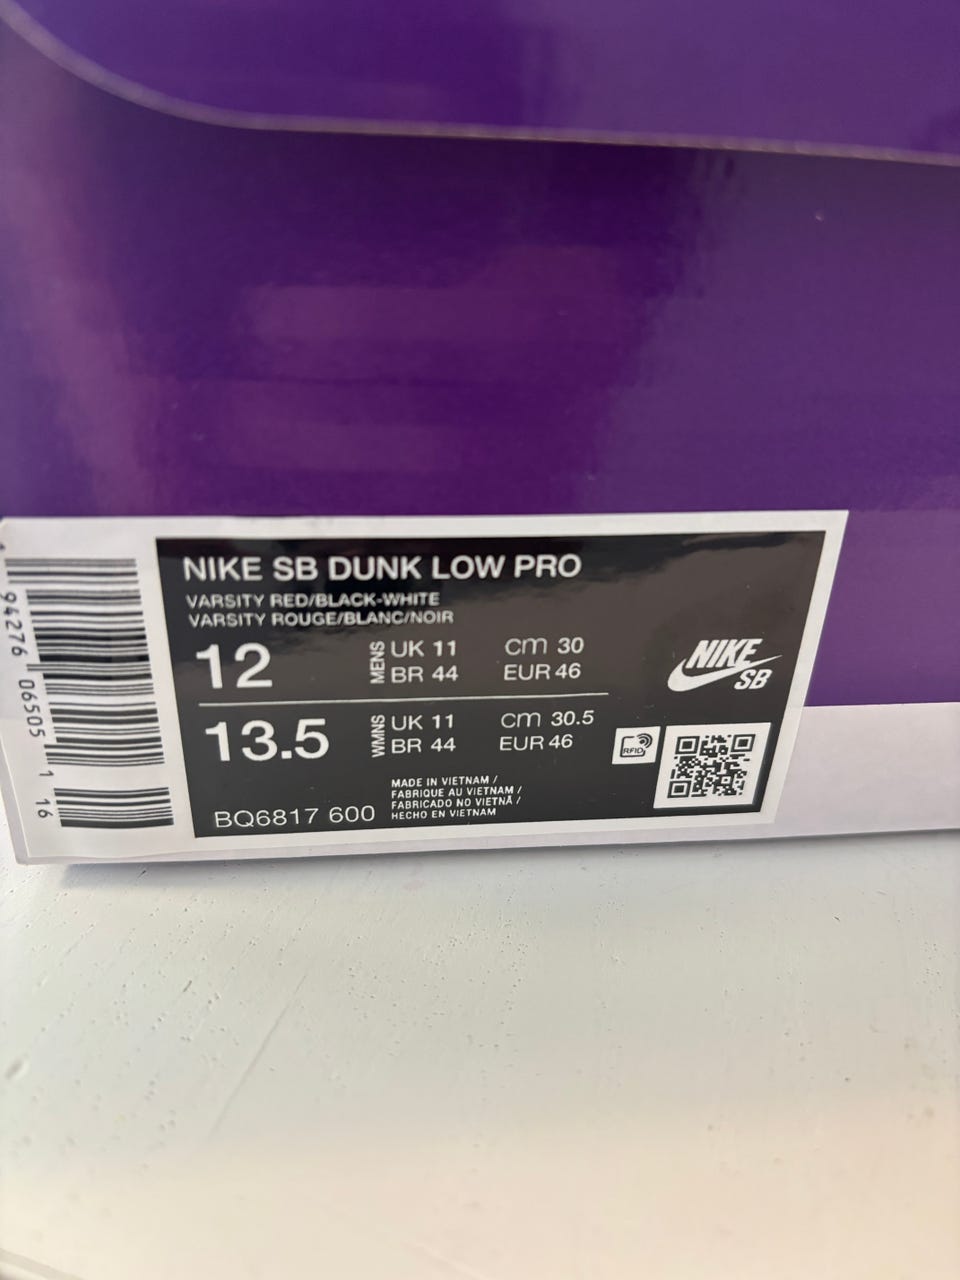 NIKE SB DUNK LOW PRO
VARSITY RED/BLACK-WHITE
VARSITY ROUGE/BLANC/NOIR
12 MENS UK 11 CM 30
BR 44 EUR 46
13.5 WMNS UK 11 CM 30.5
BR 44 EUR 46
NIKE
SB
RFID
BQ6817 600
MADE IN VIETNAM /
FABRIQUE AU VIETNAM /
FABRICADO NO VIETNÃ /
HECHO EN VIETNAM
94276 06505 1 16